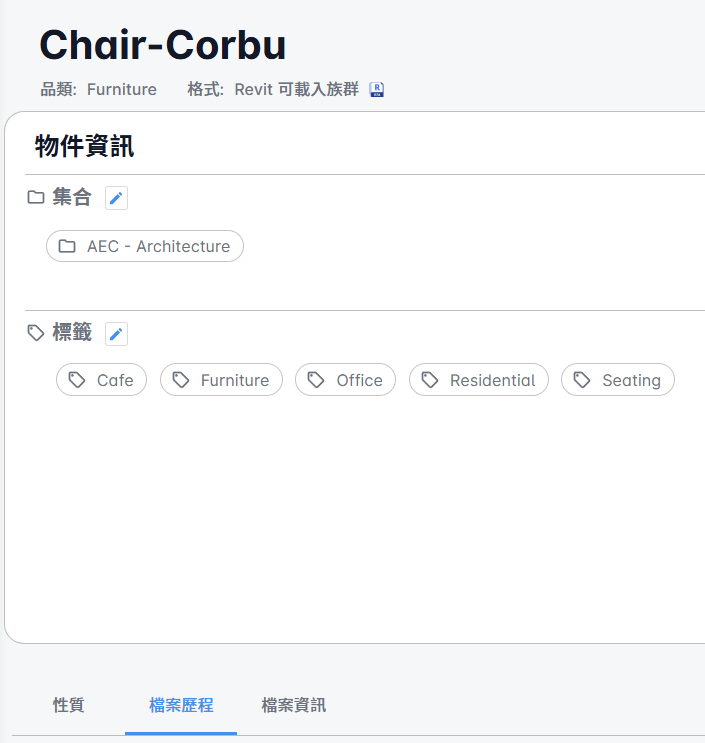 Chair-Corbu
品類: Furniture 格式: Revit 可載入族群
物件資訊
集合
AEC - Architecture
標籤
Cafe Furniture Office Residential Seating
性質 檔案歷程 檔案資訊